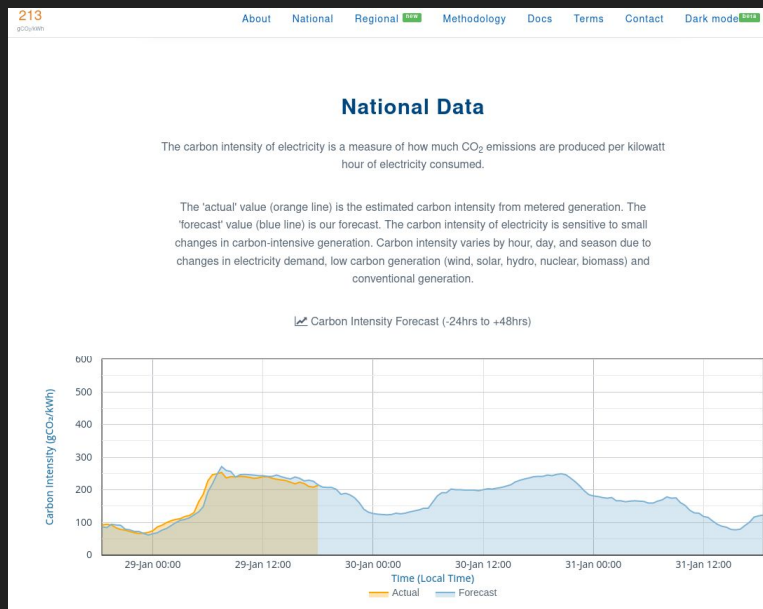 213
gCO₂/kWh
About National Regional new Methodology Docs Terms Contact Dark mode beta
National Data
The carbon intensity of electricity is a measure of how much CO₂ emissions are produced per kilowatt
hour of electricity consumed.
The 'actual' value (orange line) is the estimated carbon intensity from metered generation. The
'forecast' value (blue line) is our forecast. The carbon intensity of electricity is sensitive to small
changes in carbon-intensive generation. Carbon intensity varies by hour, day, and season due to
changes in electricity demand, low carbon generation (wind, solar, hydro, nuclear, biomass) and
conventional generation.
Carbon Intensity Forecast (-24hrs to +48hrs)
Carbon Intensity (gCO₂/kWh)
600
500
400
300
200
100
0
29-Jan 00:00 29-Jan 12:00 30-Jan 00:00 30-Jan 12:00 31-Jan 00:00 31-Jan 12:00
Time (Local Time)
Actual Forecast